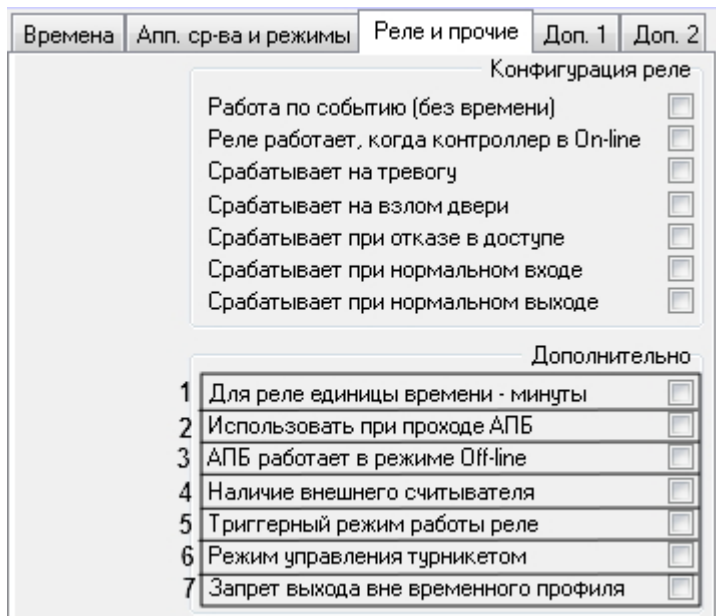 Времена Апп. ср-ва и режимы Реле и прочие Доп. 1 Доп. 2
Конфигурация реле
Работа по событию (без времени)
Реле работает, когда контроллер в On-line
Срабатывает на тревогу
Срабатывает на взлом двери
Срабатывает при отказе в доступе
Срабатывает при нормальном входе
Срабатывает при нормальном выходе
Дополнительно
1 Для реле единицы времени - минуты
2 Использовать при проходе АПБ
3 АПБ работает в режиме Off-line
4 Наличие внешнего считывателя
5 Триггерный режим работы реле
6 Режим управления турникетом
7 Запрет выхода вне временного профиля